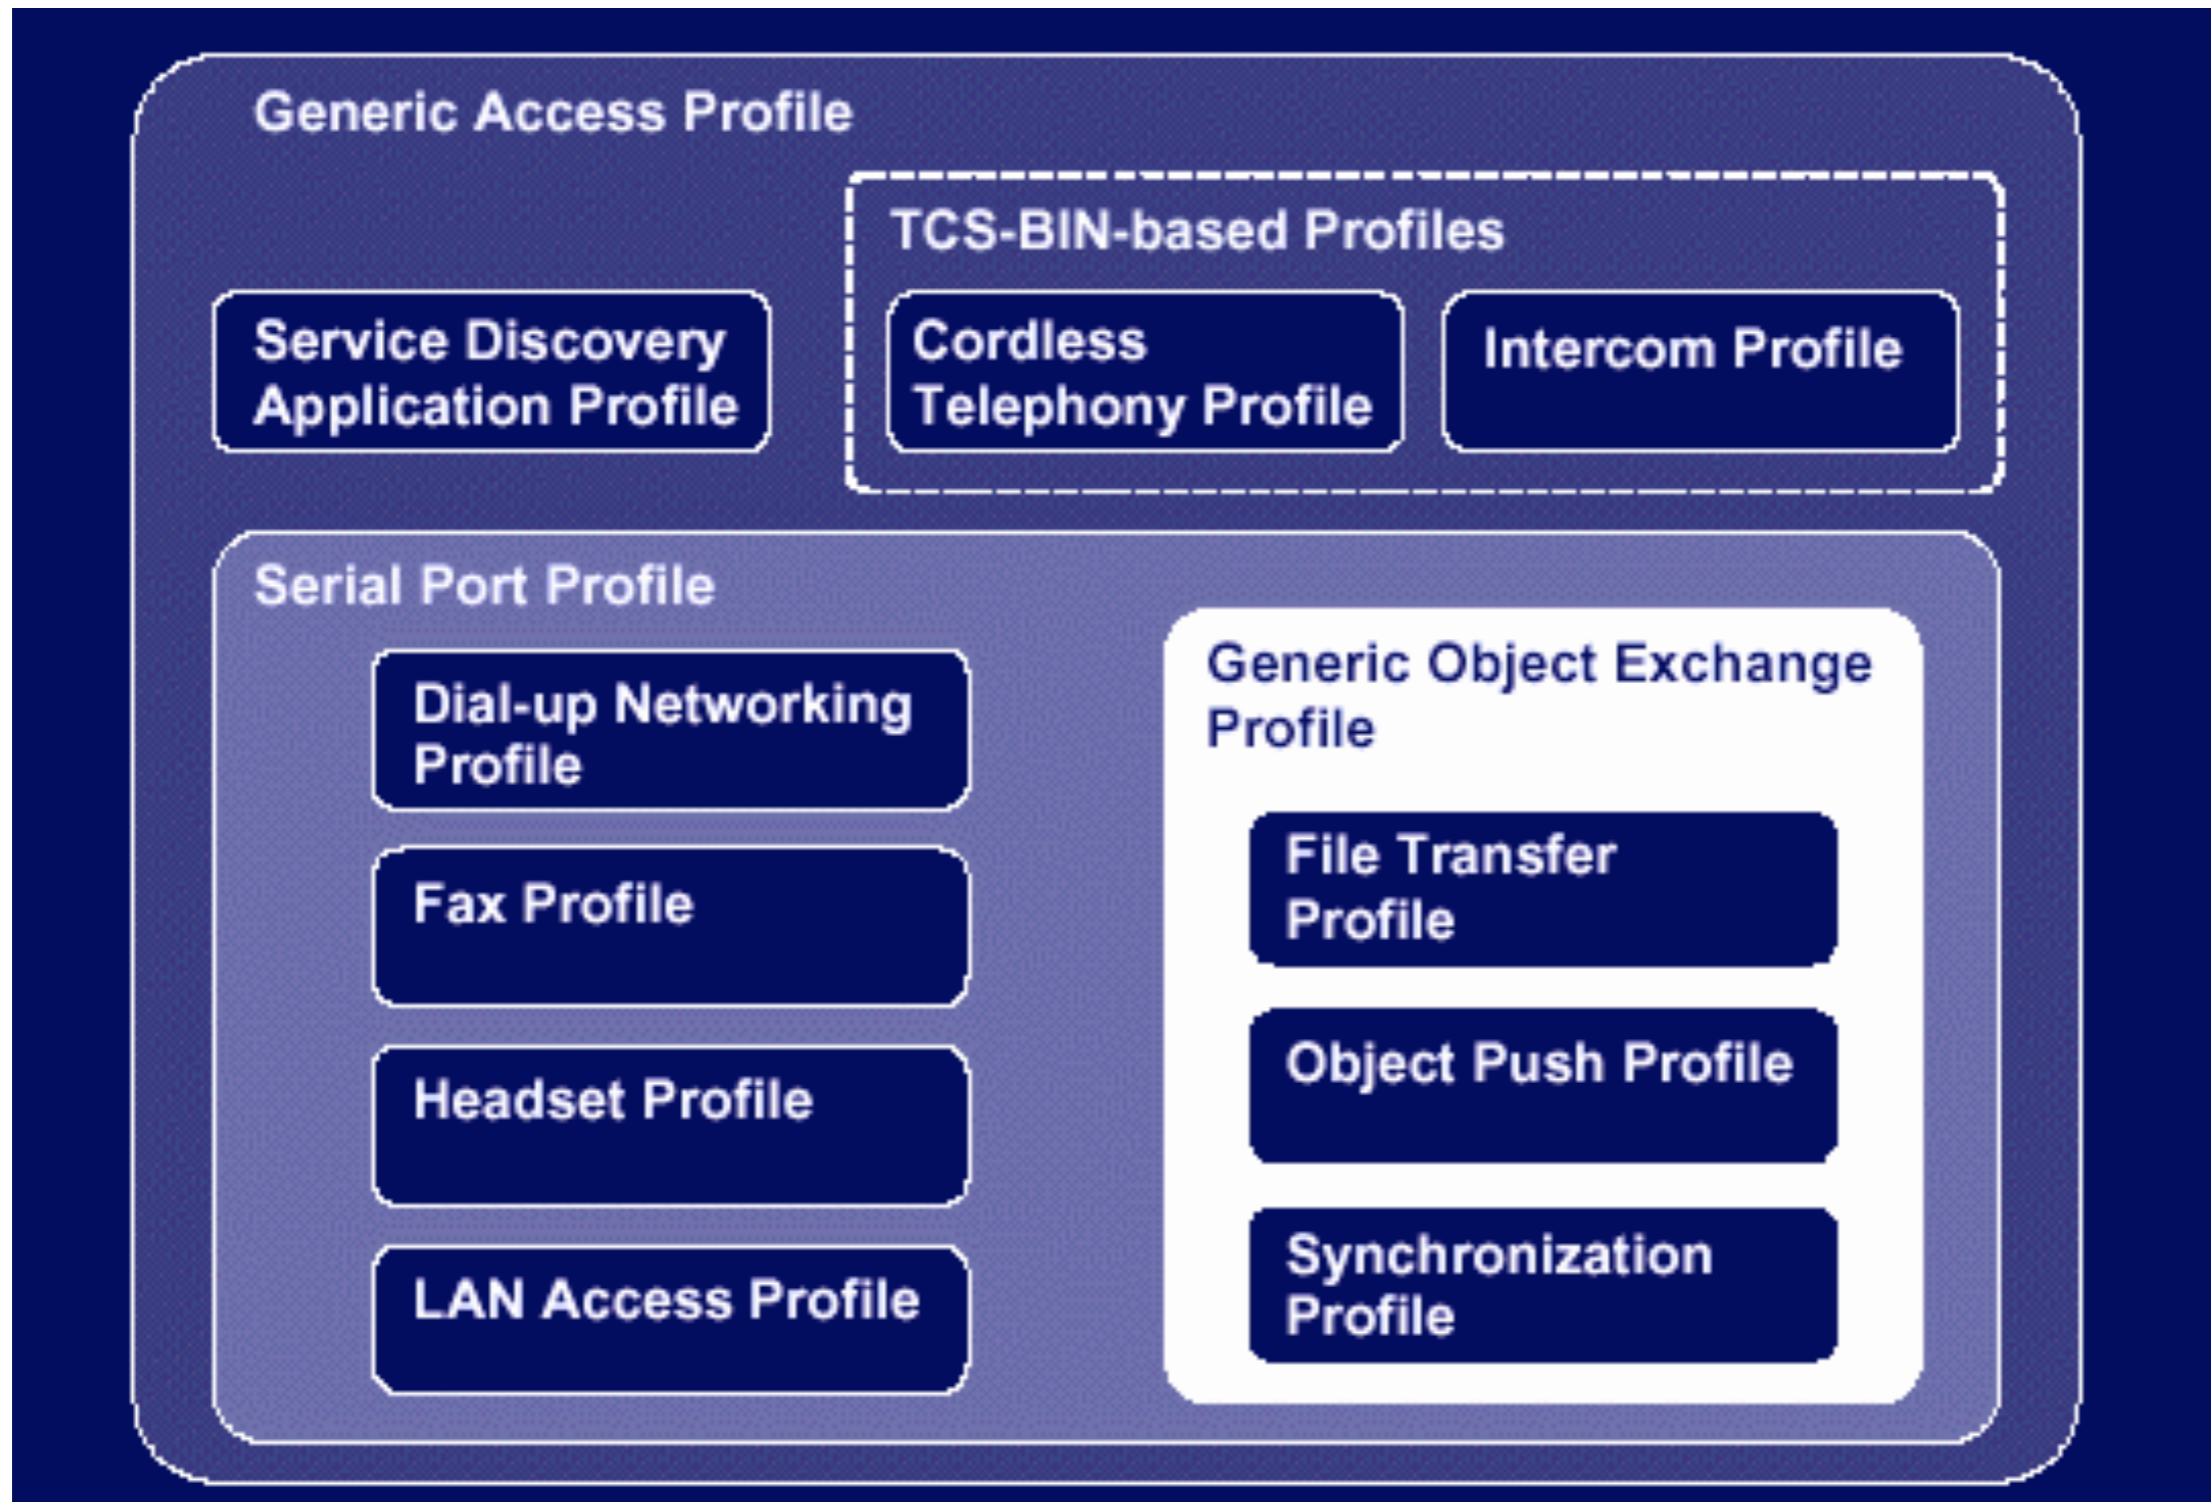 Generic Access Profile
TCS-BIN-based Profiles
Service Discovery
Application Profile
Cordless
Telephony Profile
Intercom Profile
Serial Port Profile
Dial-up Networking
Profile
Fax Profile
Headset Profile
LAN Access Profile
Generic Object Exchange
Profile
File Transfer
Profile
Object Push Profile
Synchronization
Profile